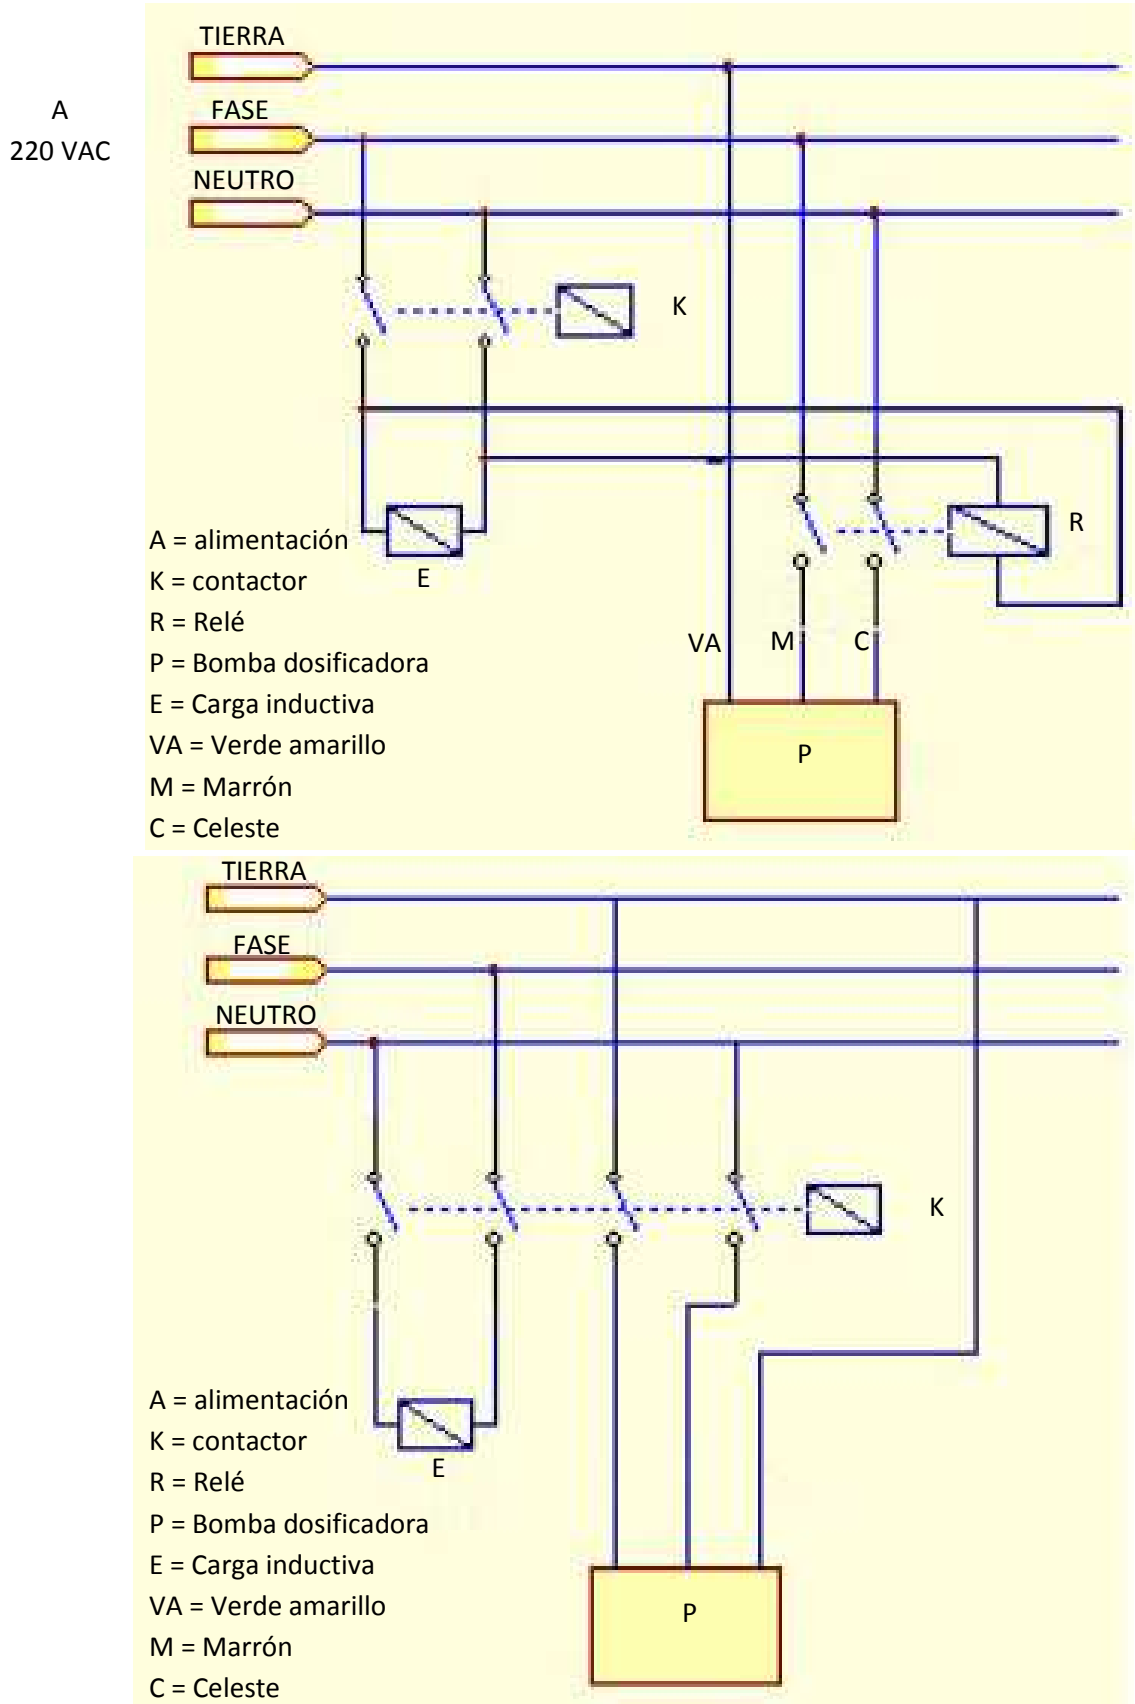 TIERRA
A
220 VAC
FASE
NEUTRO
K
R
A = alimentación
K = contactor
E
R = Relé
VA M C
P = Bomba dosificadora
E = Carga inductiva
VA = Verde amarillo
P
M = Marrón
C = Celeste
TIERRA
FASE
NEUTRO
K
A = alimentación
K = contactor
E
R = Relé
P = Bomba dosificadora
E = Carga inductiva
VA = Verde amarillo
P
M = Marrón
C = Celeste